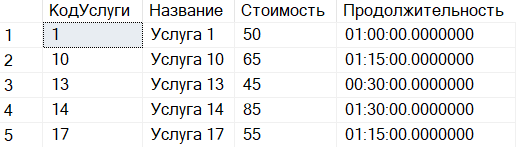 КодУслуги Название Стоимость Продолжительность
1 1 Услуга 1 50 01:00:00.0000000
2 10 Услуга 10 65 01:15:00.0000000
3 13 Услуга 13 45 00:30:00.0000000
4 14 Услуга 14 85 01:30:00.0000000
5 17 Услуга 17 55 01:15:00.0000000